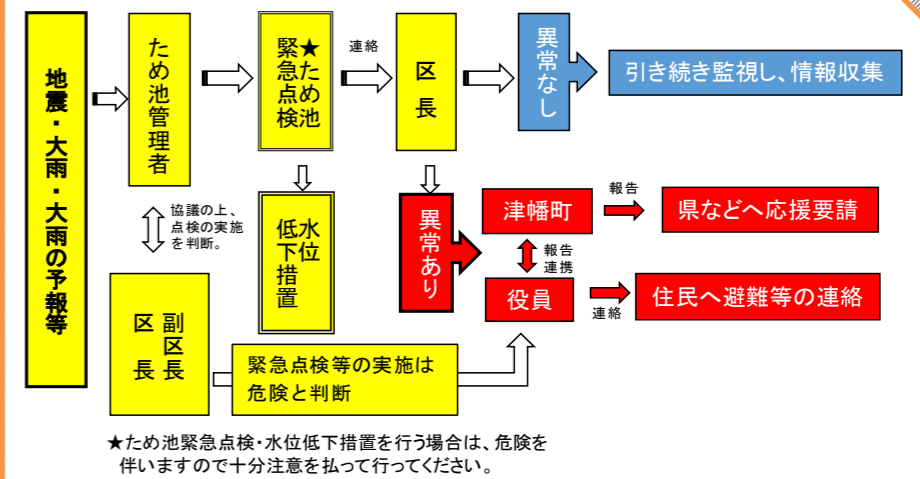 地震・大雨・大雨の予報等
ため池管理者
★ため池
緊急点検
連絡
区長
異常なし
引き続き監視し、情報収集
協議の上、
点検の実施
を判断。
水位
低下措置
異常あり
津幡町
報告
県などへ応援要請
報告
連携
役員
連絡
住民へ避難等の連絡
副区長
区長
緊急点検等の実施は
危険と判断
★ため池緊急点検・水位低下措置を行う場合は、危険を
伴いますので十分注意を払って行ってください。